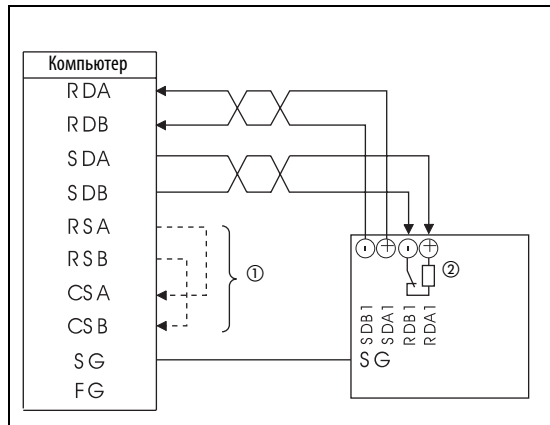 Компьютер
RDA
RDB
SDA
SDB
RSA
RSB
CSA
CSB
SG
FG
①
②
SDB1
SDA1
RDB1
RDA1
SG